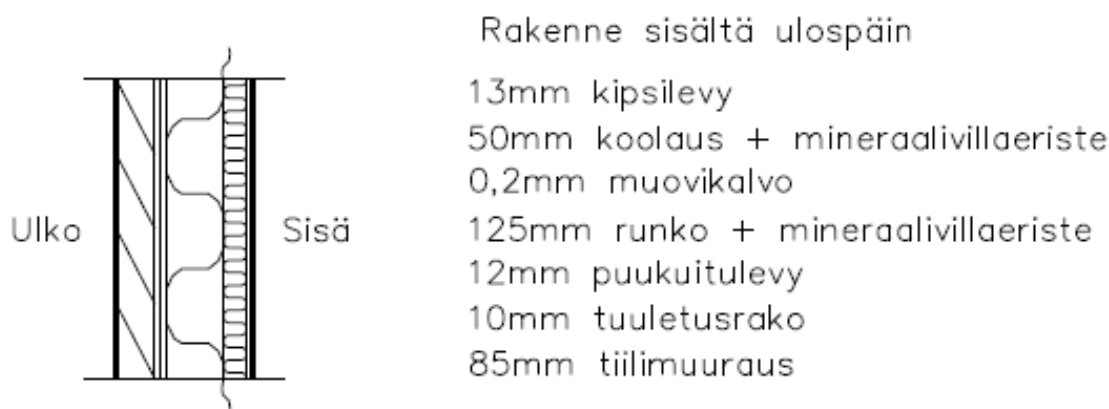 Rakenne sisältä ulospäin
13mm kipsilevy
50mm koolaus + mineraalivillaeriste
0,2mm muovikalvo
Ulko
Sisä
125mm runko + mineraalivillaeriste
12mm puukuitulevy
10mm tuuletusrako
85mm tiilimuuraus